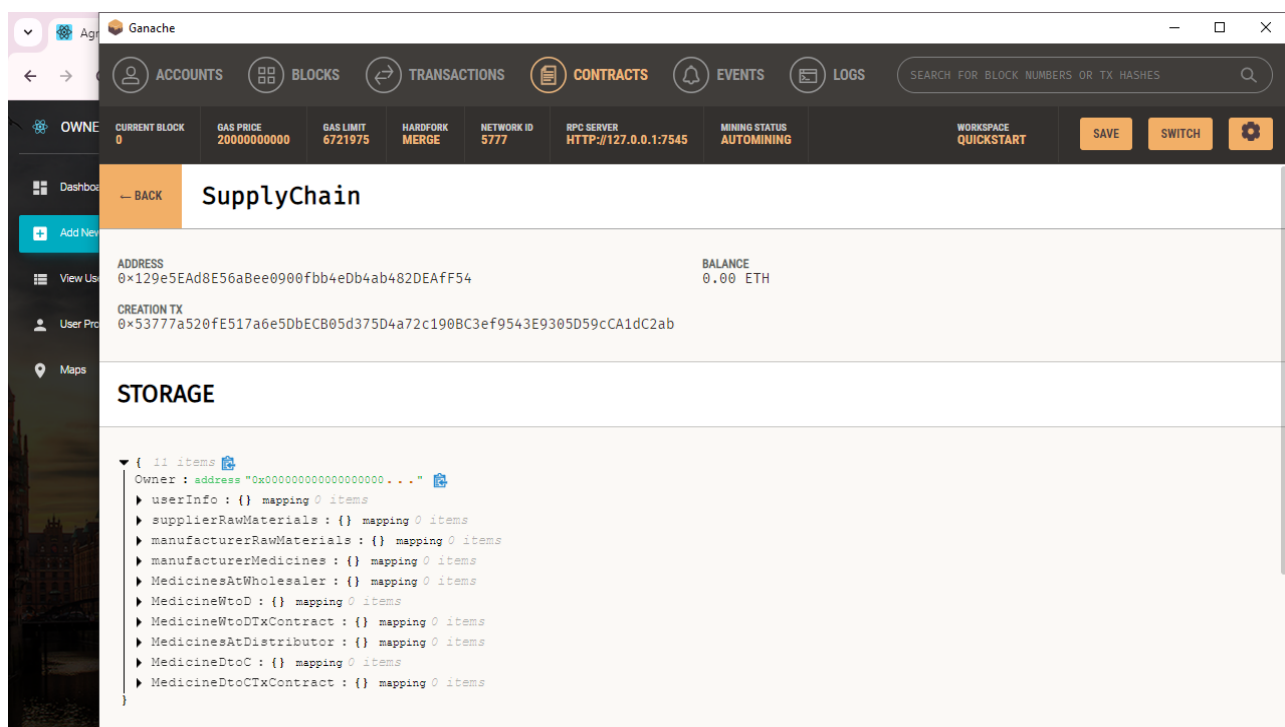 Agr
Ganache
ACCOUNTS BLOCKS TRANSACTIONS CONTRACTS EVENTS LOGS SEARCH FOR BLOCK NUMBERS OR TX HASHES
OWNE
CURRENT BLOCK GAS PRICE GAS LIMIT HARDFORK NETWORK ID RPC SERVER MINING STATUS WORKSPACE
0 20000000000 6721975 MERGE 5777 HTTP://127.0.0.1:7545 AUTOMINING QUICKSTART SAVE SWITCH
Dashboa
← BACK SupplyChain
Add New
View Use
User Pro
Maps
ADDRESS BALANCE
0×129e5EAd8E56aBee0900fbb4eDb4ab482DEAfF54 0.00 ETH
CREATION TX
0×53777a520fE517a6e5DbECB05d375D4a72c190BC3ef9543E9305D59cCA1dC2ab
STORAGE
{ 11 items
Owner : address "0x000000000000000000..."
userInfo : {} mapping 0 items
supplierRawMaterials : {} mapping 0 items
manufacturerRawMaterials : {} mapping 0 items
manufacturerMedicines : {} mapping 0 items
MedicinesAtWholesaler : {} mapping 0 items
MedicineWtoD : {} mapping 0 items
MedicineWtoDTxContract : {} mapping 0 items
MedicinesAtDistributor : {} mapping 0 items
MedicineDtoC : {} mapping 0 items
MedicineDtoCTxContract : {} mapping 0 items
}